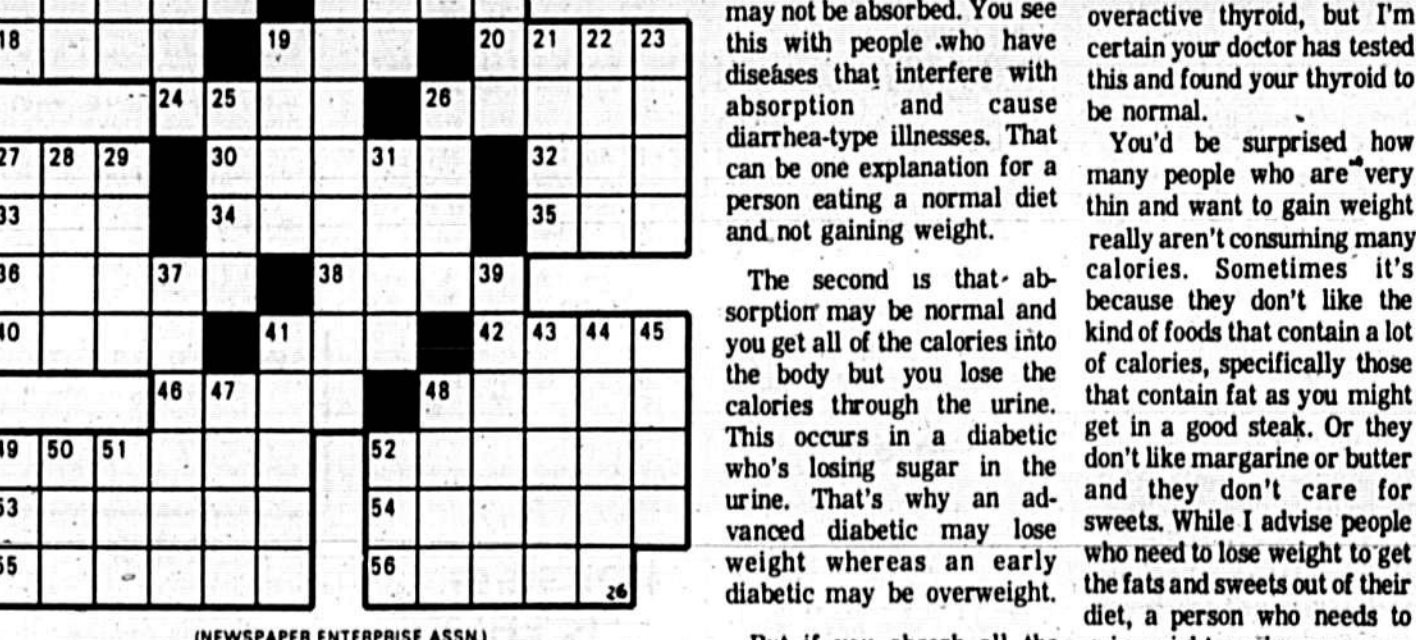 18 19 20 21 22 23
24 25 26
27 28 29 30 31 32
33 34 35
36 37 38 39
40 41 42 43 44 45
46 47 48
49 50 51 52
53 54
55 56
26
(NEWSPAPER ENTERPRISE ASSN.)
may not be absorbed. You see
this with people who have
diseases that interfere with
absorption and cause
diarrhea-type illnesses. That
can be one explanation for a
person eating a normal diet
and not gaining weight.
The second is that ab-
sorption may be normal and
you get all of the calories into
the body but you lose the
calories through the urine.
This occurs in a diabetic
who's losing sugar in the
urine. That's why an ad-
vanced diabetic may lose
weight whereas an early
diabetic may be overweight.
But if you absorb all the
overactive thyroid, but I'm
certain your doctor has tested
this and found your thyroid to
be normal.
You'd be surprised how
many people who are very
thin and want to gain weight
really aren't consuming many
calories. Sometimes it's
because they don't like the
kind of foods that contain a lot
of calories, specifically those
that contain fat as you might
get in a good steak. Or they
don't like margarine or butter
and they don't care for
sweets. While I advise people
who need to lose weight to get
the fats and sweets out of their
diet, a person who needs to